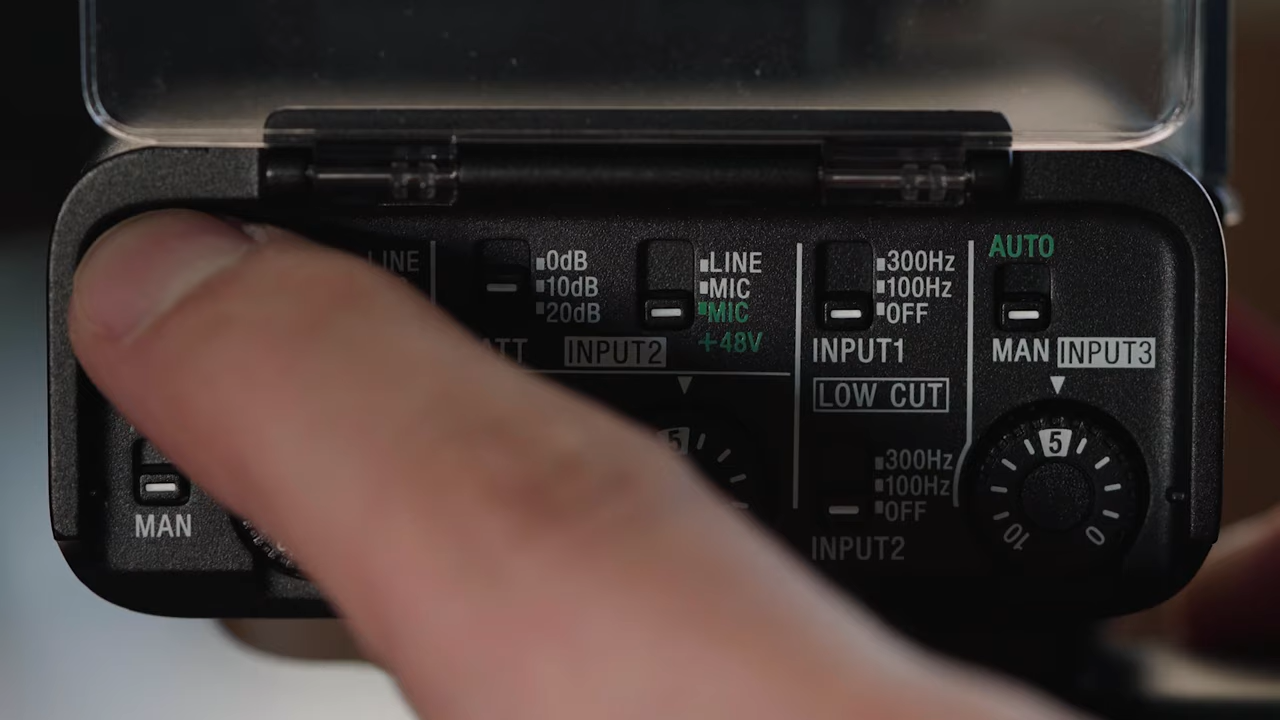 LINE
0dB
10dB
20dB
INPUT2
LINE
MIC
MIC
+48V
300Hz
100Hz
OFF
INPUT1
LOW CUT
300Hz
100Hz
OFF
INPUT2
AUTO
MAN INPUT3
5
10
0
5
MAN